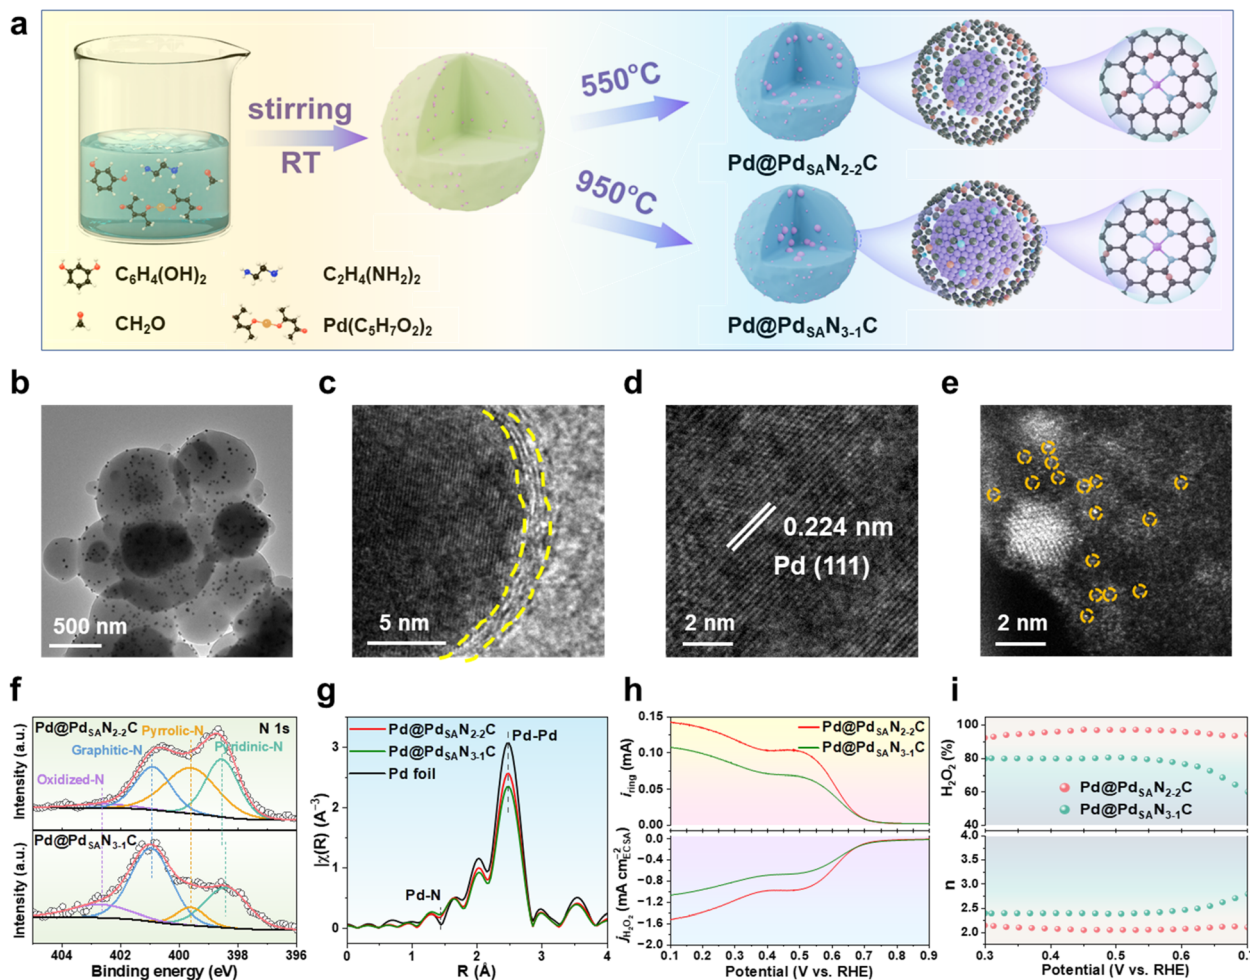 a
stirring
RT
550°C
950°C
Pd@PdSAN2-2C
Pd@PdSAN3-1C
C6H4(OH)2
C2H4(NH2)2
CH2O
Pd(C5H7O2)2
b
500 nm
c
5 nm
d
0.224 nm
Pd (111)
2 nm
e
2 nm
f
Pd@PdSAN2-2C
Pyrrolic-N
N 1s
Graphitic-N
Pyridinic-N
Oxidized-N
Intensity (a.u.)
Pd@PdSAN3-1C
Intensity (a.u.)
404 402 400 398 396
Binding energy (eV)
g
Pd@PdSAN2-2C
Pd@PdSAN3-1C
Pd foil
Pd-Pd
Pd-N
|χ(R)| (A⁻³)
3
2
1
0
0 1 2 3 4
R (Å)
h
Pd@PdSAN2-2C
Pd@PdSAN3-1C
iring (mA)
0.15
0.10
0.05
0.00
jH2O2 (mA cm⁻²ECSA)
0.0
-0.4
-0.8
-1.2
-1.6
-2.0
0.1 0.2 0.3 0.4 0.5 0.6 0.7 0.8 0.9
Potential (V vs. RHE)
i
H2O2 (%)
100
80
60
40
Pd@PdSAN2-2C
Pd@PdSAN3-1C
n
4.0
3.5
3.0
2.5
2.0
0.3 0.4 0.5 0.6
Potential (V vs. RHE)